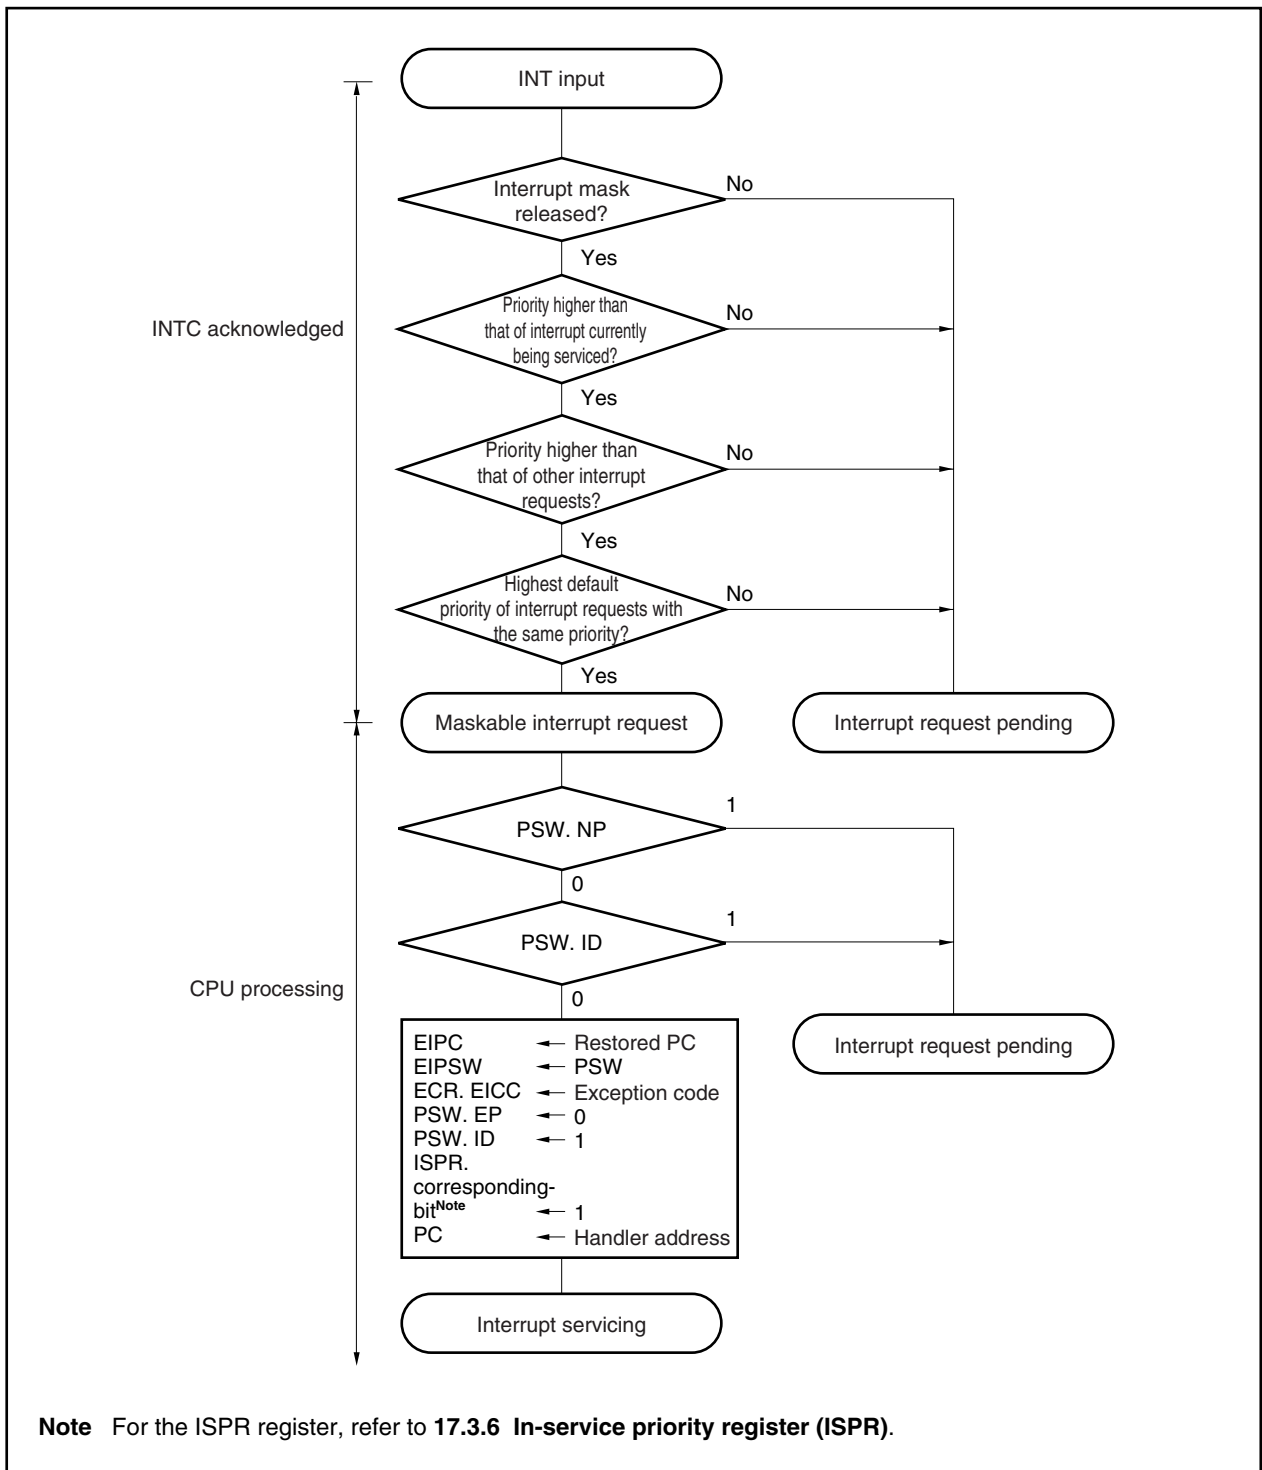 INT input
Interrupt mask
released?
No
Yes
INTC acknowledged
Priority higher than
that of interrupt currently
being serviced?
No
Yes
Priority higher than
that of other interrupt
requests?
No
Yes
Highest default
priority of interrupt requests with
the same priority?
No
Yes
Maskable interrupt request
Interrupt request pending
PSW. NP
1
0
PSW. ID
1
0
CPU processing
EIPC ← Restored PC
EIPSW ← PSW
ECR. EICC ← Exception code
PSW. EP ← 0
PSW. ID ← 1
ISPR.
corresponding-
bitNote ← 1
PC ← Handler address
Interrupt request pending
Interrupt servicing
Note For the ISPR register, refer to 17.3.6 In-service priority register (ISPR).